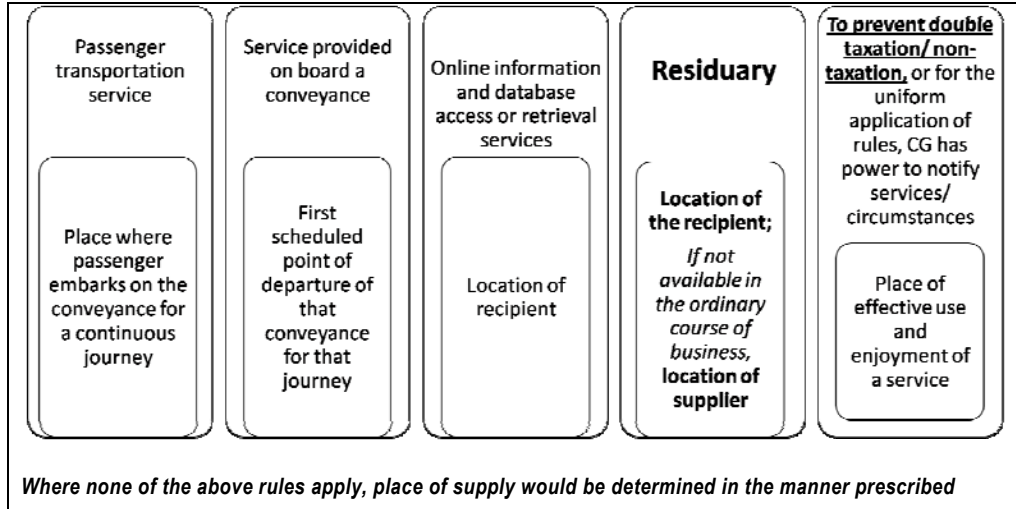 Passenger
transportation
service
Place where
passenger
embarks on the
conveyance for
a continuous
journey
Service provided
on board a
conveyance
First
scheduled
point of
departure of
that
conveyance
for that
journey
Online information
and database
access or retrieval
services
Location of
recipient
Residuary
Location of
the recipient;
If not
available in
the ordinary
course of
business,
location of
supplier
To prevent double
taxation/ non-
taxation, or for the
uniform
application of
rules, CG has
power to notify
services/
circumstances
Place of
effective use
and
enjoyment of
a service
Where none of the above rules apply, place of supply would be determined in the manner prescribed